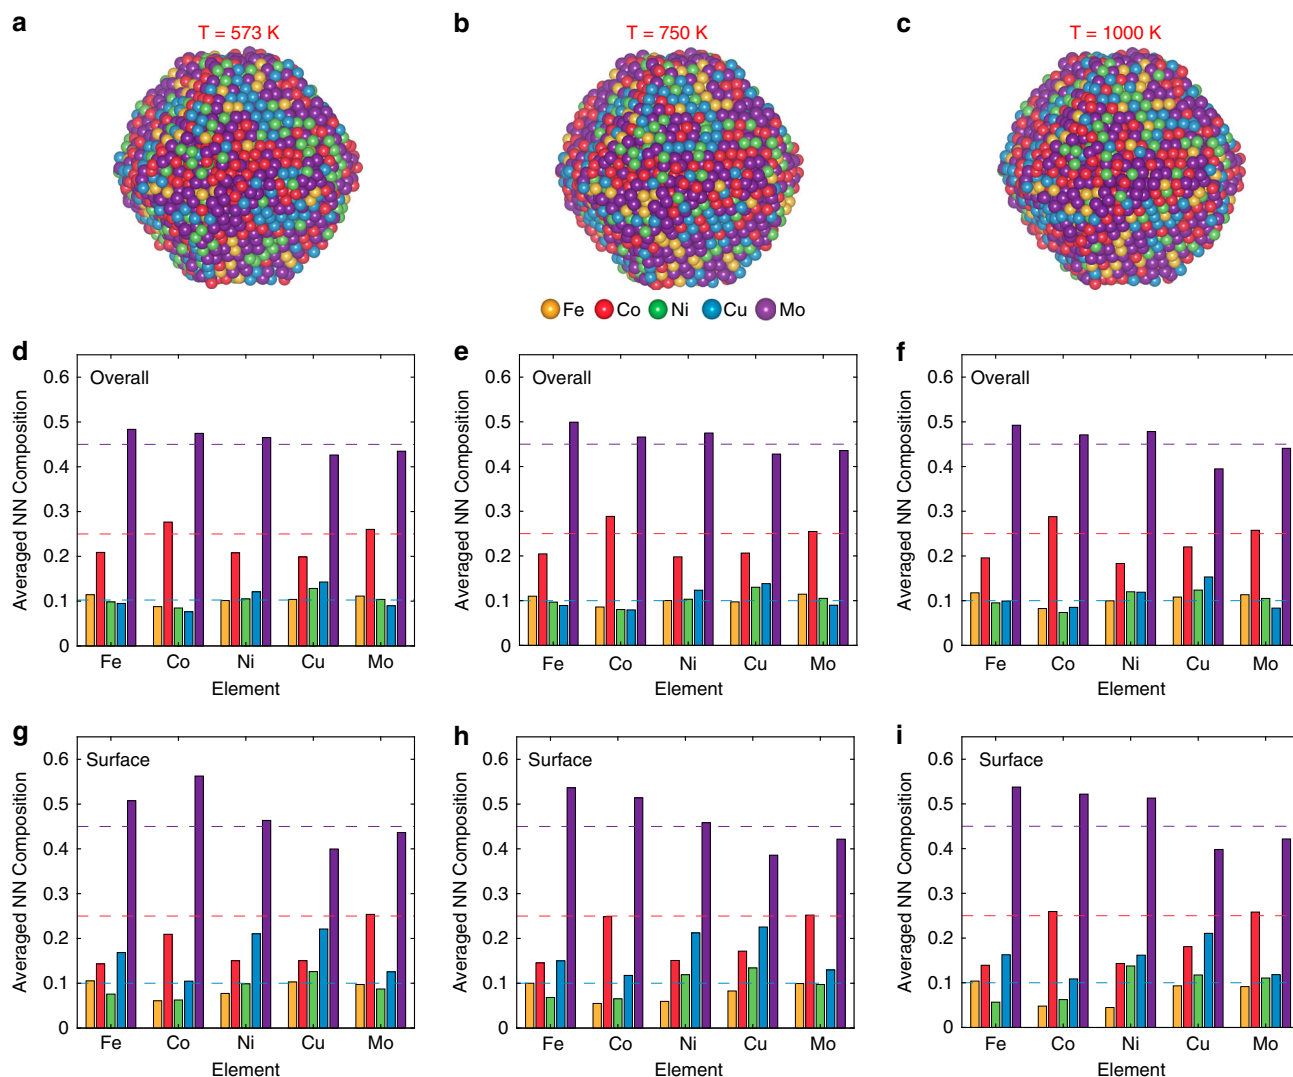 a
T = 573 K
b
T = 750 K
c
T = 1000 K
Fe Co Ni Cu Mo
d
Overall
Averaged NN Composition
0.6
0.5
0.4
0.3
0.2
0.1
0
Fe Co Ni Cu Mo
Element
e
Overall
Averaged NN Composition
0.6
0.5
0.4
0.3
0.2
0.1
0
Fe Co Ni Cu Mo
Element
f
Overall
Averaged NN Composition
0.6
0.5
0.4
0.3
0.2
0.1
0
Fe Co Ni Cu Mo
Element
g
Surface
Averaged NN Composition
0.6
0.5
0.4
0.3
0.2
0.1
0
Fe Co Ni Cu Mo
Element
h
Surface
Averaged NN Composition
0.6
0.5
0.4
0.3
0.2
0.1
0
Fe Co Ni Cu Mo
Element
i
Surface
Averaged NN Composition
0.6
0.5
0.4
0.3
0.2
0.1
0
Fe Co Ni Cu Mo
Element